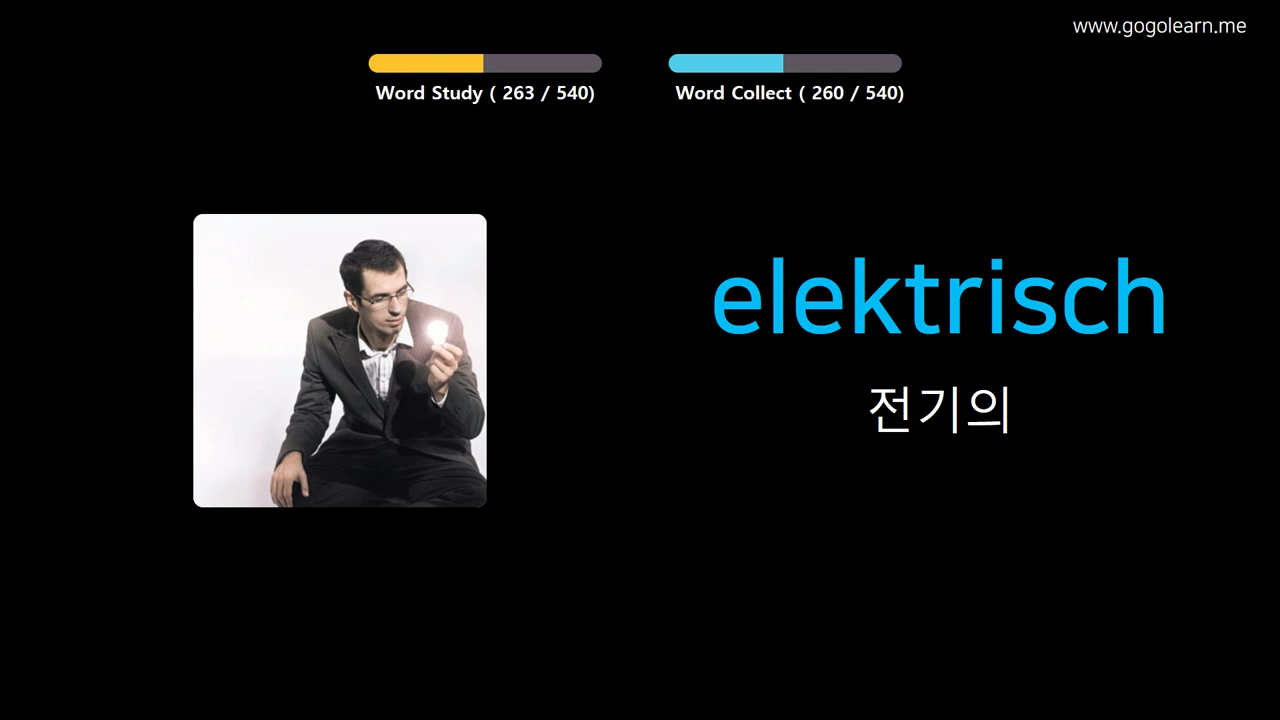 www.gogolearn.me
Word Study ( 263 / 540)
Word Collect ( 260 / 540)
elektrisch
전기의